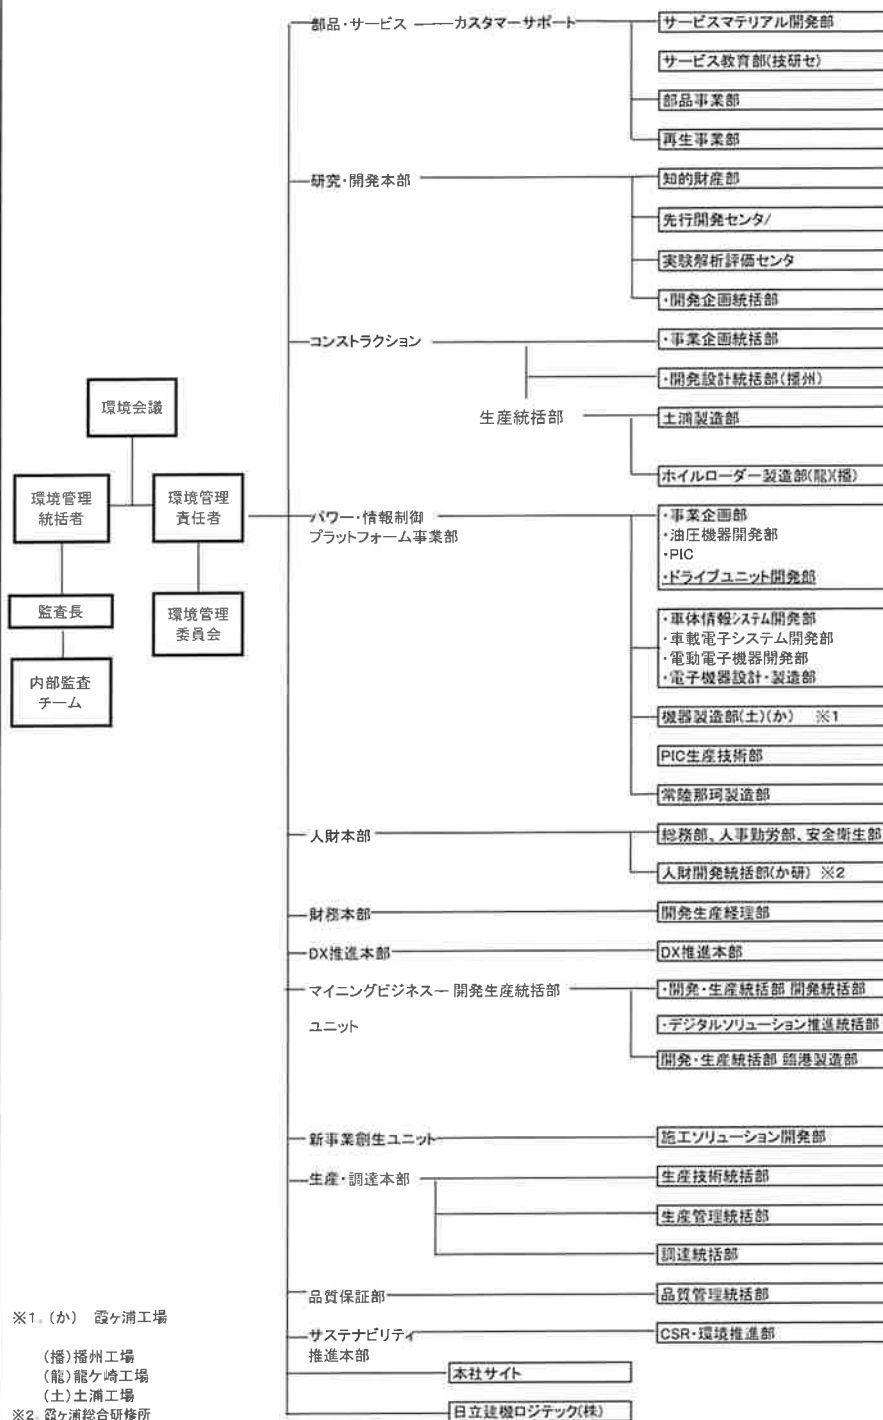 環境会議
環境管理
統括者
環境管理
責任者
監査長
環境管理
委員会
内部監査
チーム
部品・サービス
カスタマーサポート
サービスマテリアル開発部
サービス教育部(技研セ)
部品事業部
再生事業部
研究・開発本部
知的財産部
先行開発センタ/
実験解析評価センタ
・開発企画統括部
コンストラクション
・事業企画統括部
・開発設計統括部(播州)
生産統括部
土浦製造部
ホイルローダー製造部(龍)(播)
パワー・情報制御
プラットフォーム事業部
・事業企画部
・油圧機器開発部
・PIC
・ドライブユニット開発部
・車体情報システム開発部
・車載電子システム開発部
・電動電子機器開発部
・電子機器設計・製造部
機器製造部(土)(か) ※1
PIC生産技術部
常陸那珂製造部
人財本部
総務部、人事勤労部、安全衛生部
人財開発統括部(か研) ※2
財務本部
開発生産経理部
DX推進本部
DX推進本部
マイニングビジネス
ユニット
開発生産統括部
・開発・生産統括部 開発統括部
・デジタルソリューション推進統括部
開発・生産統括部 臨港製造部
新事業創生ユニット
施工ソリューション開発部
生産・調達本部
生産技術統括部
生産管理統括部
調達統括部
品質保証部
品質管理統括部
サステナビリティ
推進本部
CSR・環境推進部
本社サイト
日立建機ロジテック(株)
※1. (か) 霞ヶ浦工場
(播)播州工場
(龍)龍ケ崎工場
(土)土浦工場
※2. 霞ヶ浦総合研修所